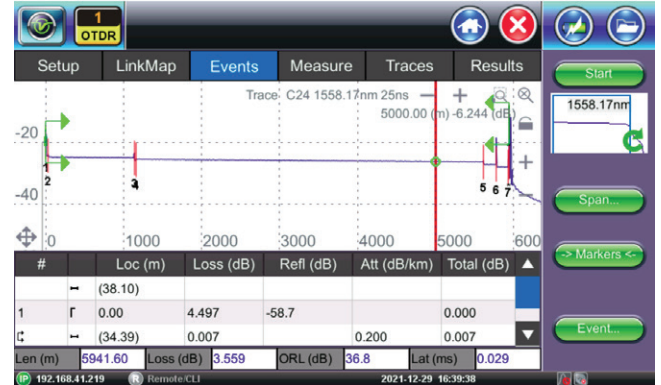 1
OTDR
Setup LinkMap Events Measure Traces Results
Start
Trace C24 1558.17nm 25ns
5000.00 (m) -6.244 (dB)
1558.17nm
-20
1
2 5 6 7
-40
0 1000 2000 3000 4000 5000 600
Span...
# Loc (m) Loss (dB) Refl (dB) Att (dB/km) Total (dB)
-> Markers <-
(38.10)
1 0.00 4.497 -58.7 0.000
(34.39) 0.007 0.200 0.007
Event...
Len (m) 5941.60 Loss (dB) 3.559 ORL (dB) 36.8 Lat (ms) 0.029
IP 192.168.41.219 R Remote/CLI 2021-12-29 16:39:38